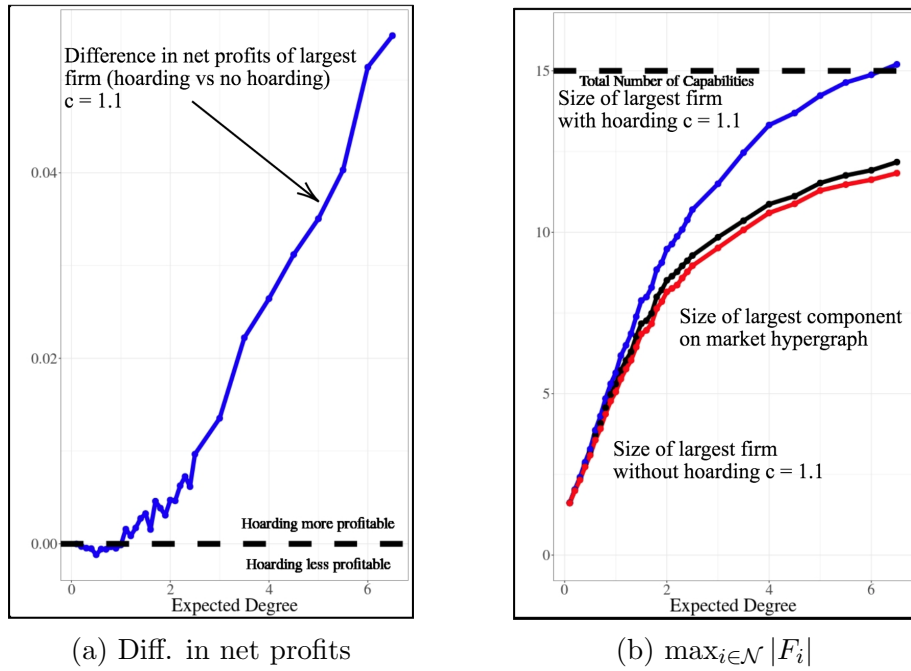 Difference in net profits of largest
firm (hoarding vs no hoarding)
c = 1.1
0.04
0.02
0.00
Hoarding more profitable
Hoarding less profitable
0
2
4
6
Expected Degree
(a) Diff. in net profits
15
Total Number of Capabilities
Size of largest firm
with hoarding c = 1.1
10
Size of largest component
on market hypergraph
5
Size of largest firm
without hoarding c = 1.1
0
0
2
4
6
Expected Degree
(b) max_{i∈𝒩} |F_i|